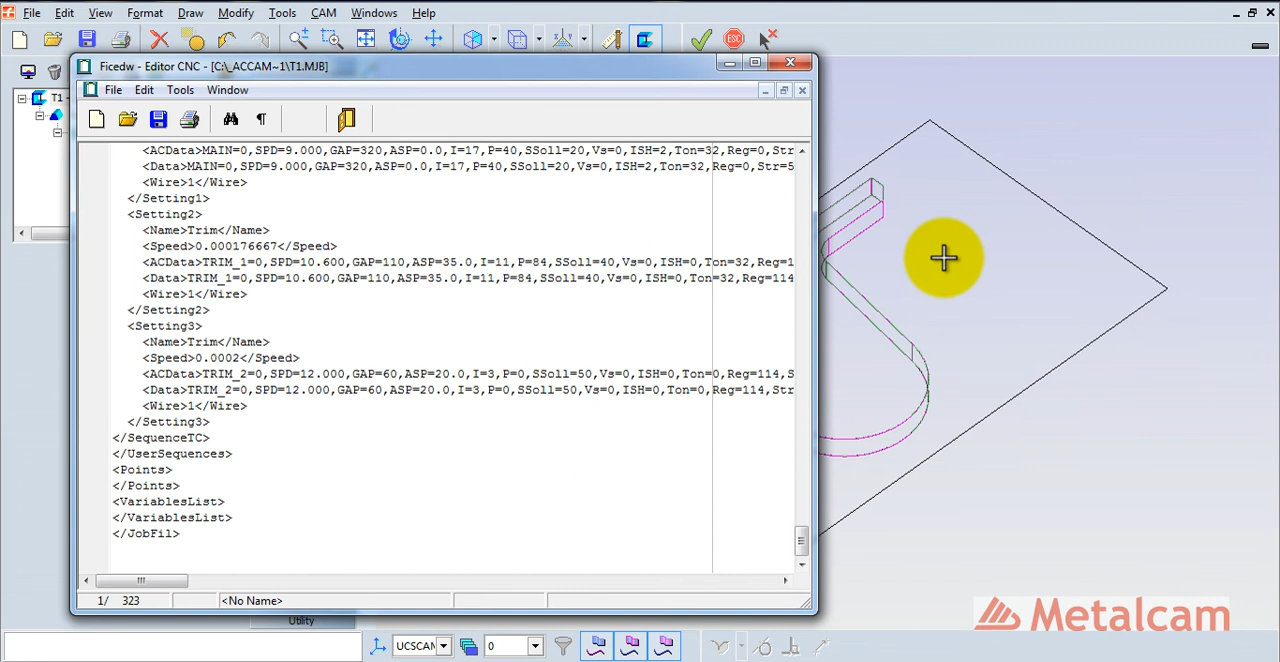 File Edit View Format Draw Modify Tools CAM Windows Help
ESC
Ficedw - Editor CNC - [C:\_ACCAM~1\T1.MJB]
File Edit Tools Window
T1
<ACData>MAIN=0,SPD=9.000,GAP=320,ASP=0.0,I=17,P=40,SSoll=20,Vs=0,ISH=2,Ton=32,Reg=0,Str
<Data>MAIN=0,SPD=9.000,GAP=320,ASP=0.0,I=17,P=40,SSoll=20,Vs=0,ISH=2,Ton=32,Reg=0,Str=5
<Wire>1</Wire>
</Setting1>
<Setting2>
<Name>Trim</Name>
<Speed>0.000176667</Speed>
<ACData>TRIM_1=0,SPD=10.600,GAP=110,ASP=35.0,I=11,P=84,SSoll=40,Vs=0,ISH=0,Ton=32,Reg=1
<Data>TRIM_1=0,SPD=10.600,GAP=110,ASP=35.0,I=11,P=84,SSoll=40,Vs=0,ISH=0,Ton=32,Reg=114
<Wire>1</Wire>
</Setting2>
<Setting3>
<Name>Trim</Name>
<Speed>0.0002</Speed>
<ACData>TRIM_2=0,SPD=12.000,GAP=60,ASP=20.0,I=3,P=0,SSoll=50,Vs=0,ISH=0,Ton=0,Reg=114,S
<Data>TRIM_2=0,SPD=12.000,GAP=60,ASP=20.0,I=3,P=0,SSoll=50,Vs=0,ISH=0,Ton=0,Reg=114,Str
<Wire>1</Wire>
</Setting3>
</SequenceTC>
</UserSequences>
<Points>
</Points>
<VariablesList>
</VariablesList>
</JobFil>
1/ 323 <No Name>
Utility
Metalcam
UCSCAN 0